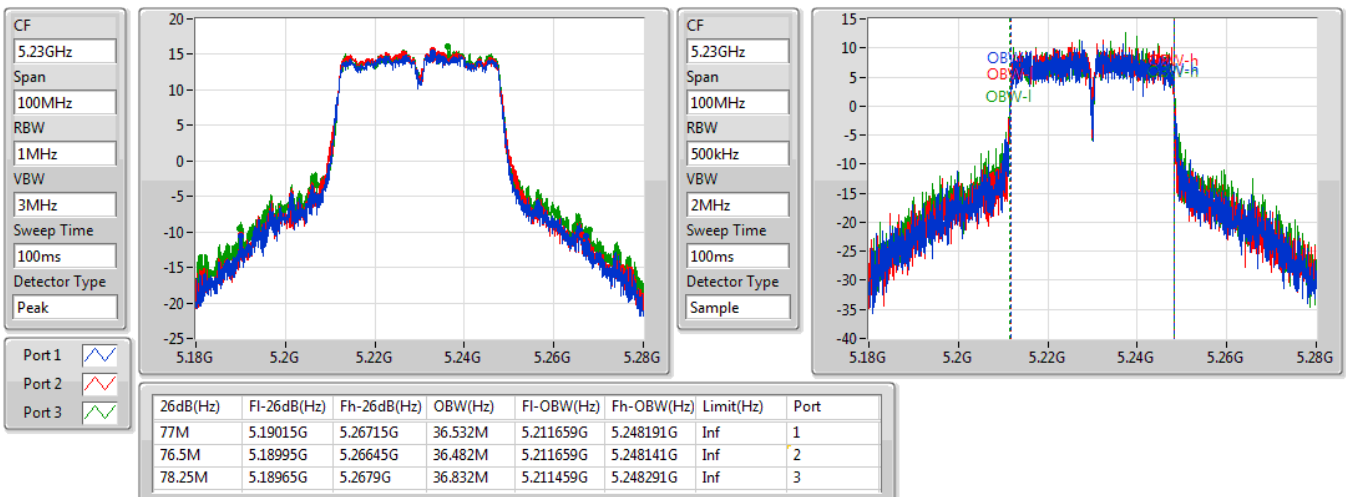 CF
5.23GHz
Span
100MHz
RBW
1MHz
VBW
3MHz
Sweep Time
100ms
Detector Type
Peak
20
15
10
5
0
-5
-10
-15
-20
-25
5.18G 5.2G 5.22G 5.24G 5.26G 5.28G
CF
5.23GHz
Span
100MHz
RBW
500kHz
VBW
2MHz
Sweep Time
100ms
Detector Type
Sample
15
10
5
0
-5
-10
-15
-20
-25
-30
-35
-40
OBW-l
5.18G 5.2G 5.22G 5.24G 5.26G 5.28G
Port 1
Port 2
Port 3
26dB(Hz) Fl-26dB(Hz) Fh-26dB(Hz) OBW(Hz) Fl-OBW(Hz) Fh-OBW(Hz) Limit(Hz) Port
77M 5.19015G 5.26715G 36.532M 5.211659G 5.248191G Inf 1
76.5M 5.18995G 5.26645G 36.482M 5.211659G 5.248141G Inf 2
78.25M 5.18965G 5.2679G 36.832M 5.211459G 5.248291G Inf 3